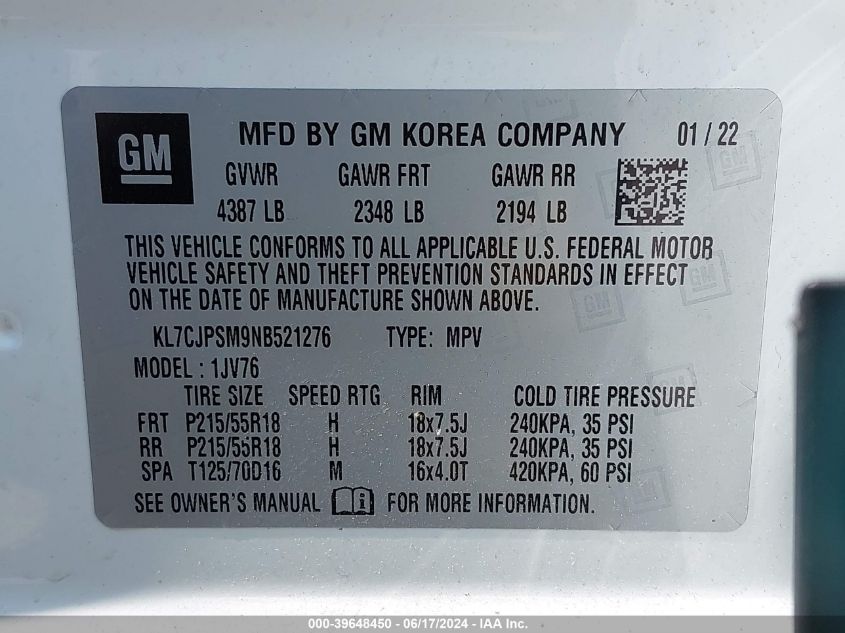 GM
MFD BY GM KOREA COMPANY 01 / 22
GVWR GAWR FRT GAWR RR
4387 LB 2348 LB 2194 LB
THIS VEHICLE CONFORMS TO ALL APPLICABLE U.S. FEDERAL MOTOR
VEHICLE SAFETY AND THEFT PREVENTION STANDARDS IN EFFECT
ON THE DATE OF MANUFACTURE SHOWN ABOVE.
KL7CJPSM9NB521276 TYPE: MPV
MODEL : 1JV76
TIRE SIZE SPEED RTG RIM COLD TIRE PRESSURE
FRT P215/55R18 H 18x7.5J 240KPA, 35 PSI
RR P215/55R18 H 18x7.5J 240KPA, 35 PSI
SPA T125/70D16 M 16x4.0T 420KPA, 60 PSI
SEE OWNER'S MANUAL i FOR MORE INFORMATION.
000-39648450 - 06/17/2024 - © IAA Inc.